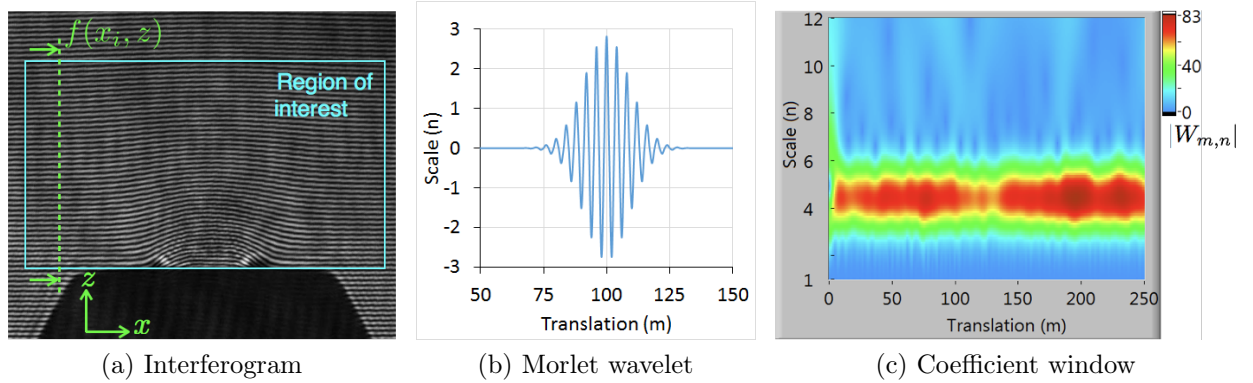 f(x_i, z)
Region of
interest
z
x
(a) Interferogram
3
2
1
0
-1
-2
-3
Scale (n)
50 75 100 125 150
Translation (m)
(b) Morlet wavelet
12
10
8
6
4
1
Scale (n)
0 50 100 150 200 250
Translation (m)
83
40
0
|W_{m,n}|
(c) Coefficient window